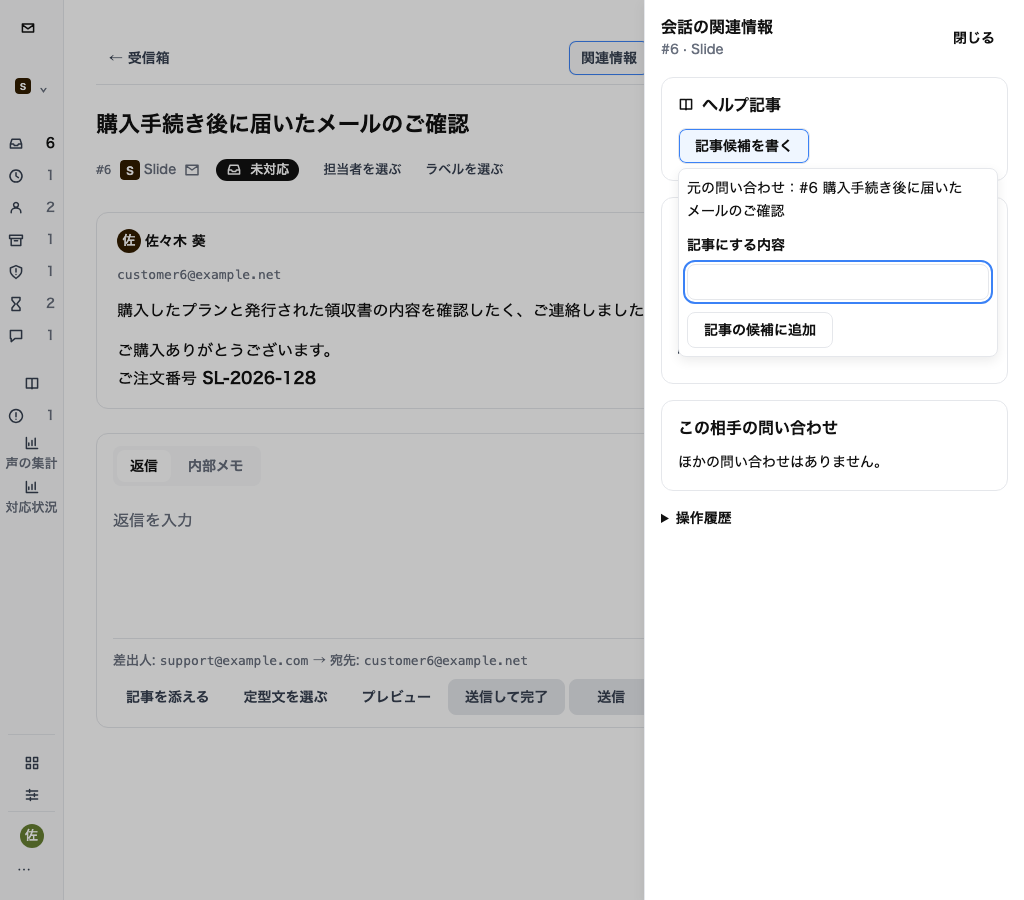 S
6
1
2
1
1
2
1
1
声の集計
対応状況
佐
…
← 受信箱
関連情報
購入手続き後に届いたメールのご確認
#6 S Slide 未対応 担当者を選ぶ ラベルを選ぶ
佐 佐々木 葵
customer6@example.net
購入したプランと発行された領収書の内容を確認したく、ご連絡しました
ご購入ありがとうございます。
ご注文番号 SL-2026-128
返信 内部メモ
返信を入力
差出人: support@example.com → 宛先: customer6@example.net
記事を添える 定型文を選ぶ プレビュー 送信して完了 送信
会話の関連情報
#6 · Slide
閉じる
ヘルプ記事
記事候補を書く
元の問い合わせ：#6 購入手続き後に届いた
メールのご確認
記事にする内容
記事の候補に追加
この相手の問い合わせ
ほかの問い合わせはありません。
▶ 操作履歴